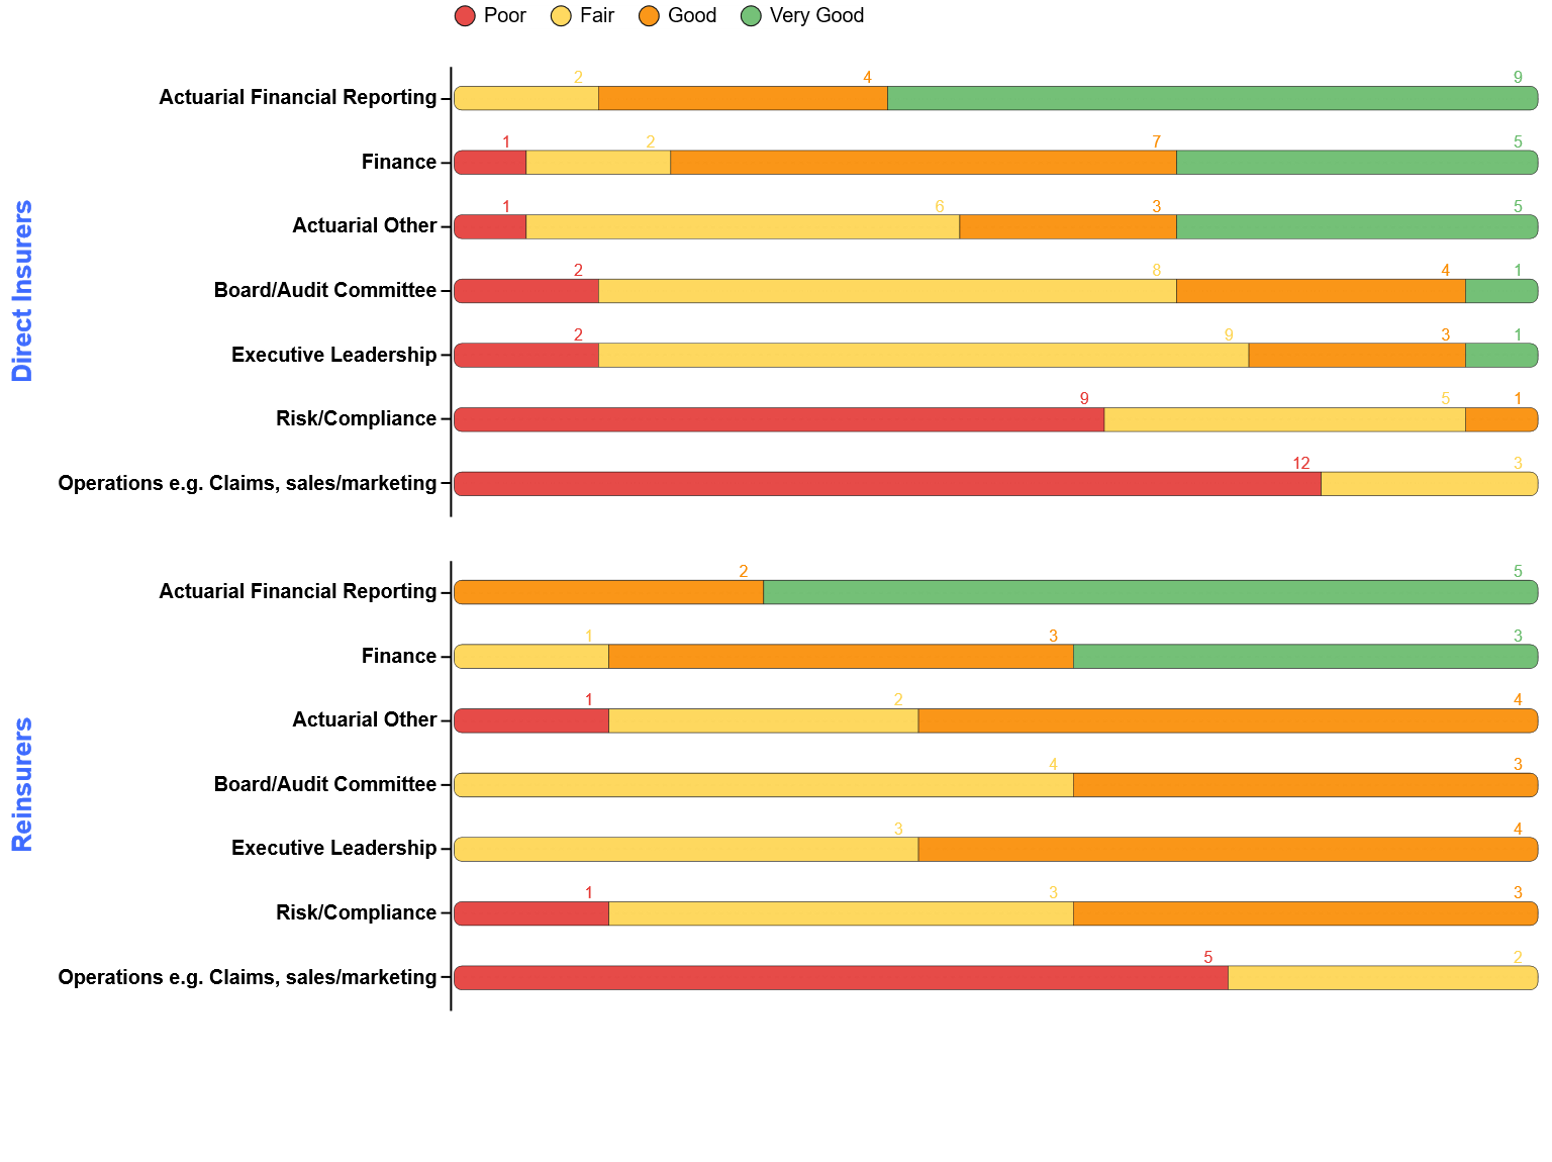 Poor Fair Good Very Good
Direct Insurers
2 4 9
Actuarial Financial Reporting
1 2 7 5
Finance
1 6 3 5
Actuarial Other
2 8 4 1
Board/Audit Committee
2 9 3 1
Executive Leadership
9 5 1
Risk/Compliance
12 3
Operations e.g. Claims, sales/marketing
Reinsurers
2 5
Actuarial Financial Reporting
1 3 3
Finance
1 2 4
Actuarial Other
4 3
Board/Audit Committee
3 4
Executive Leadership
1 3 3
Risk/Compliance
5 2
Operations e.g. Claims, sales/marketing